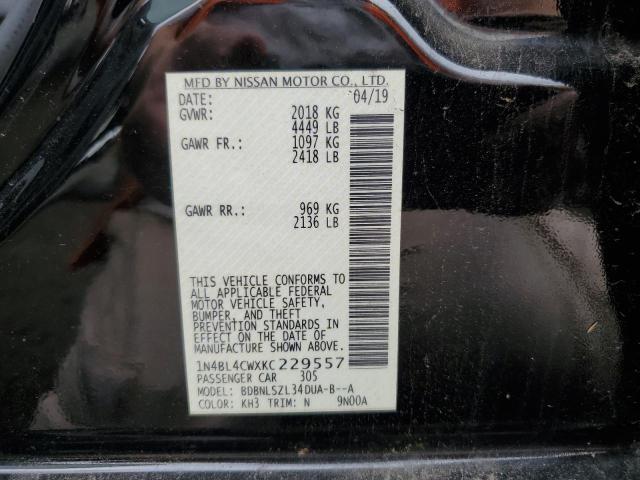 MFD BY NISSAN MOTOR CO., LTD.
DATE: 04/19
GVWR: 2018 KG
4449 LB
GAWR FR.: 1097 KG
2418 LB
GAWR RR.: 969 KG
2136 LB
THIS VEHICLE CONFORMS TO
ALL APPLICABLE FEDERAL
MOTOR VEHICLE SAFETY,
BUMPER, AND THEFT
PREVENTION STANDARDS IN
EFFECT ON THE DATE OF
MANUFACTURE SHOWN ABOVE.
1N4BL4CWXKC229557
PASSENGER CAR 305
MODEL: BDBNLSZL34DUA-B--A
COLOR: KH3 TRIM: N 9N00A